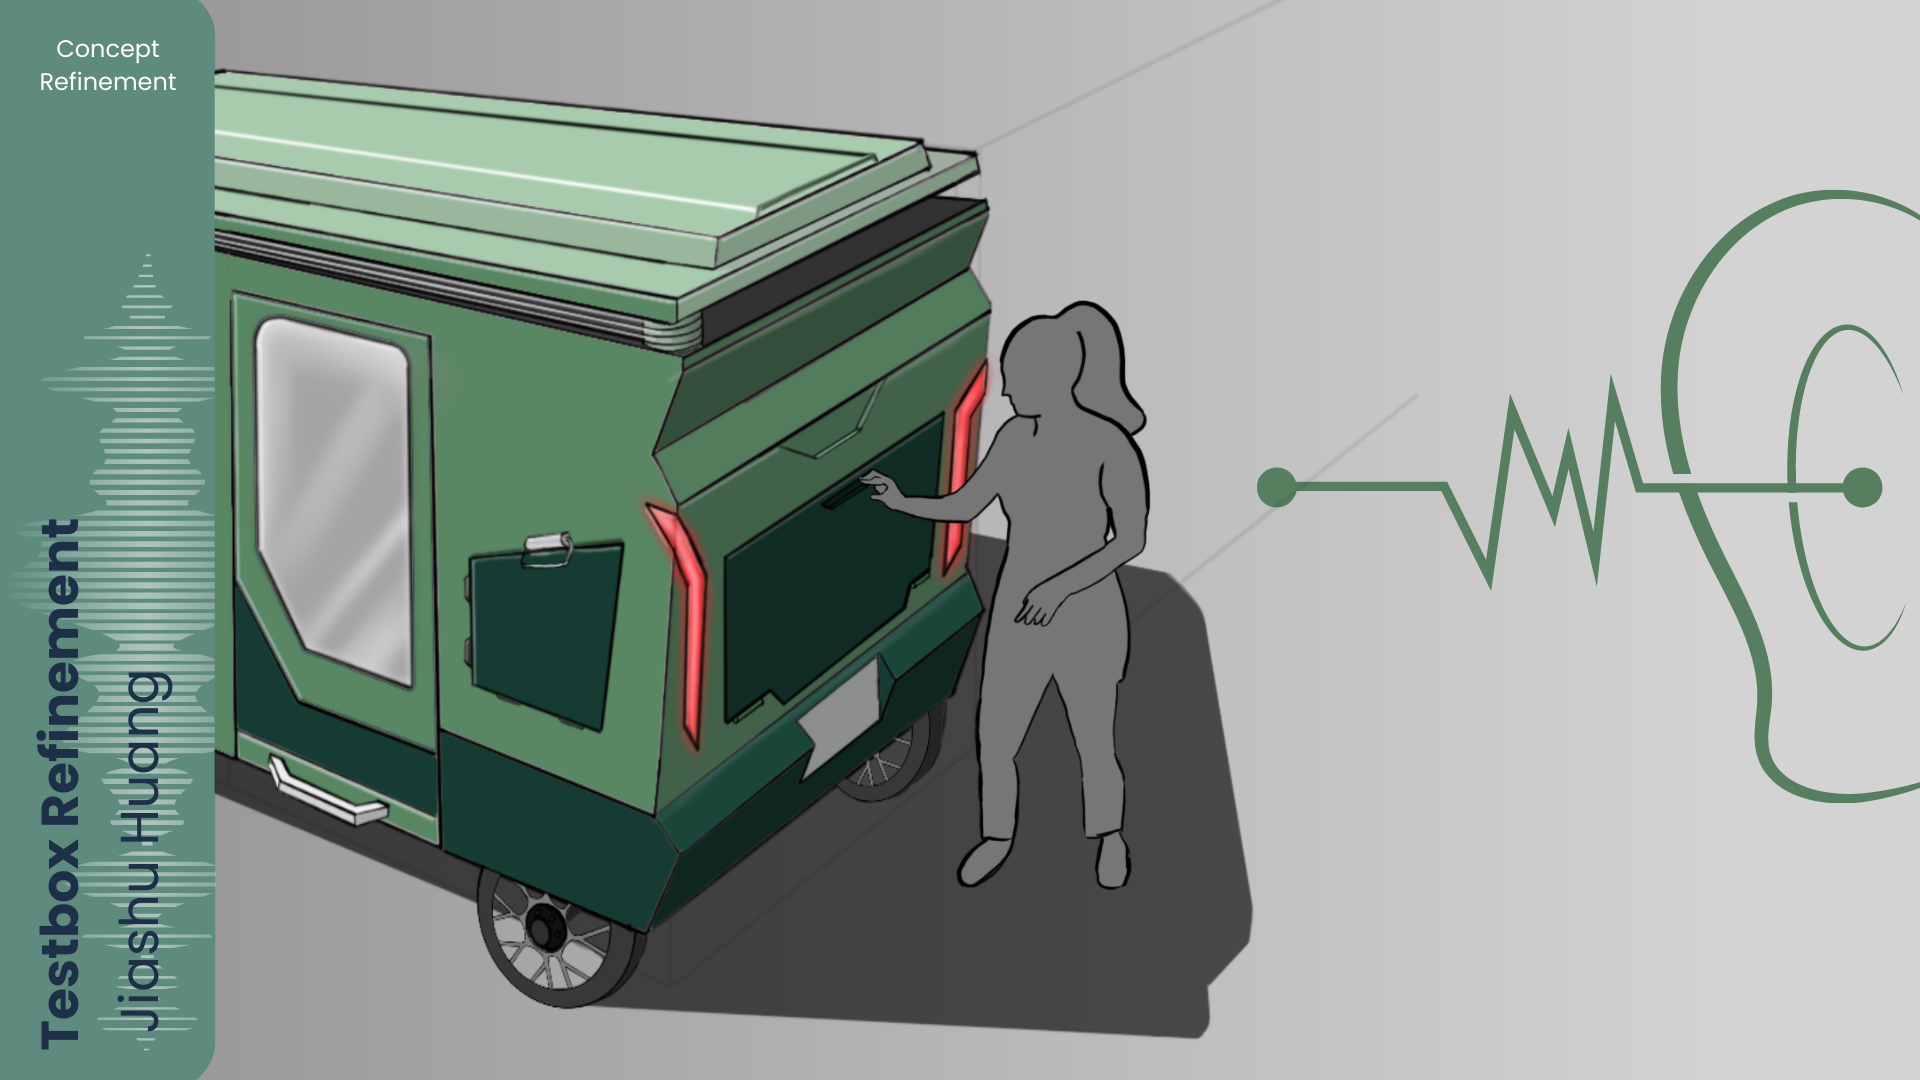 Concept
Refinement
Testbox Refinement
Jiashu Huang